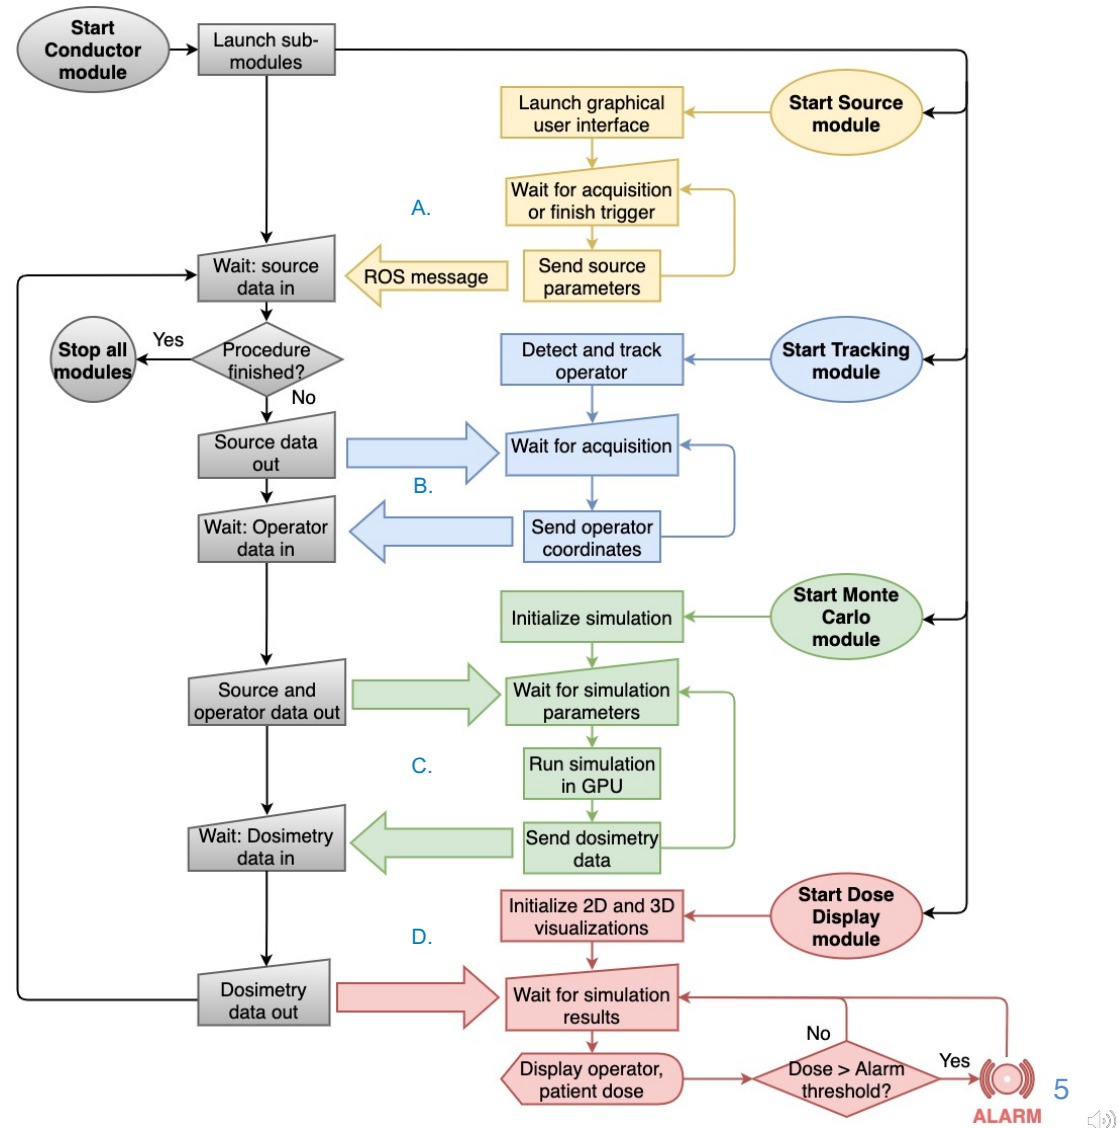 Start
Conductor
module
Launch sub-
modules
Launch graphical
user interface
Start Source
module
Wait for acquisition
or finish trigger
A.
Wait: source
data in
ROS message
Send source
parameters
Stop all
modules
Yes
Procedure
finished?
No
Detect and track
operator
Start Tracking
module
Source data
out
Wait for acquisition
B.
Wait: Operator
data in
Send operator
coordinates
Initialize simulation
Start Monte
Carlo
module
Source and
operator data out
Wait for simulation
parameters
C.
Run simulation
in GPU
Wait: Dosimetry
data in
Send dosimetry
data
Initialize 2D and 3D
visualizations
Start Dose
Display
module
D.
Dosimetry
data out
Wait for simulation
results
No
Display operator,
patient dose
Dose > Alarm
threshold?
Yes
ALARM
5